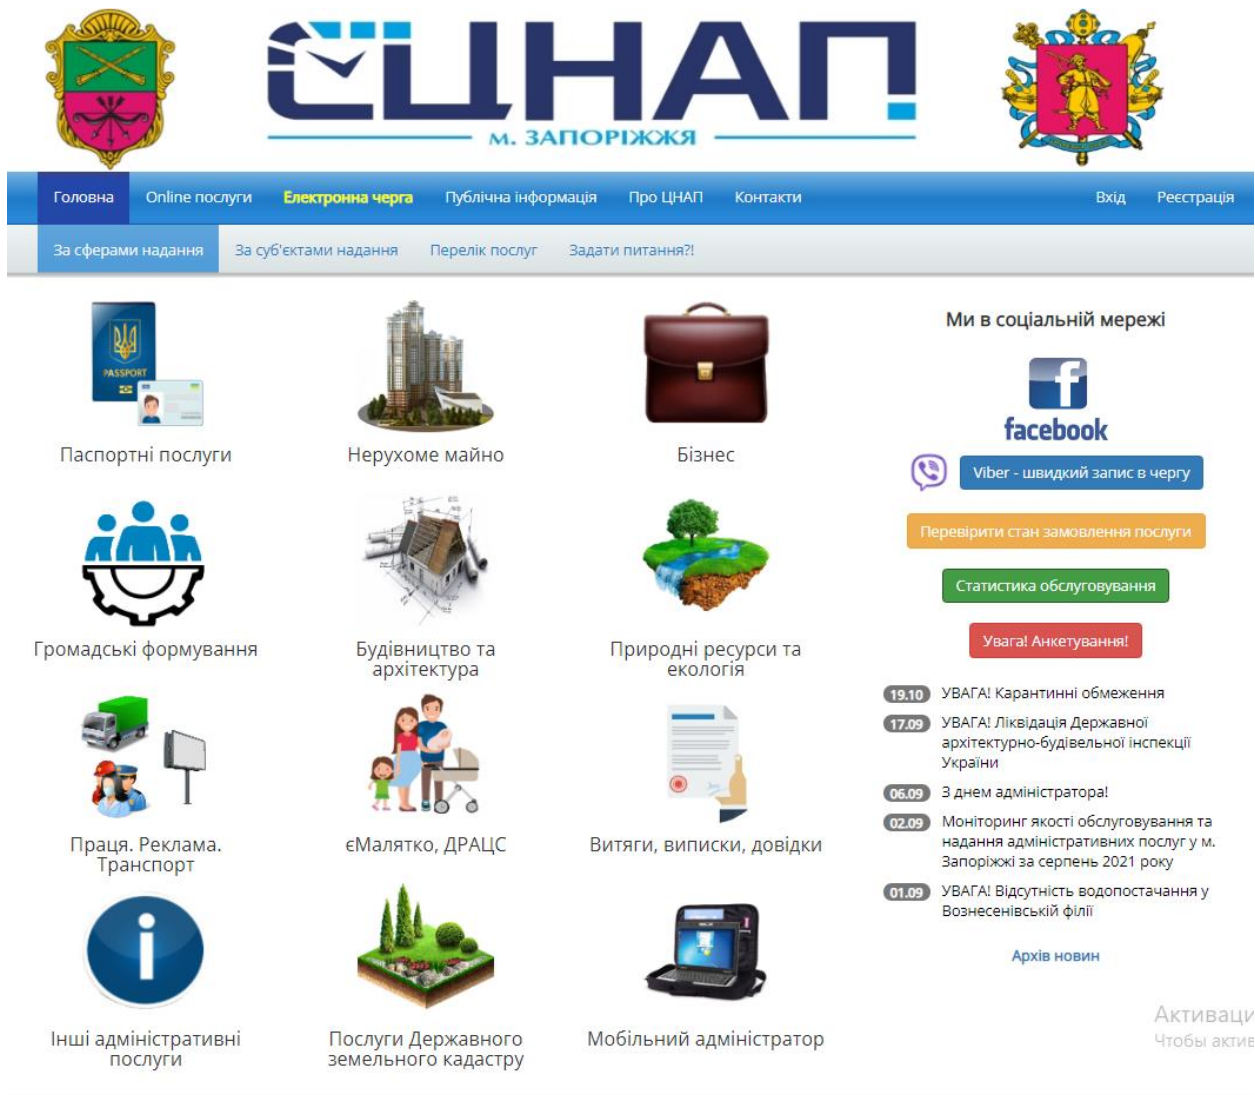 ЄЦНАП
м. ЗАПОРІЖЖЯ
Головна Online послуги Електронна черга Публічна інформація Про ЦНАП Контакти Вхід Реєстрація
За сферами надання За суб'єктами надання Перелік послуг Задати питання?!
PASSPORT
Паспортні послуги
Нерухоме майно
Бізнес
Громадські формування
Будівництво та
архітектура
Природні ресурси та
екологія
Праця. Реклама.
Транспорт
єМалятко, ДРАЦС
Витяги, виписки, довідки
Інші адміністративні
послуги
Послуги Державного
земельного кадастру
Мобільний адміністратор
Ми в соціальній мережі
f
facebook
Viber - швидкий запис в чергу
Перевірити стан замовлення послуги
Статистика обслуговування
Увага! Анкетування!
19.10 УВАГА! Карантинні обмеження
17.09 УВАГА! Ліквідація Державної
архітектурно-будівельної інспекції
України
06.09 З днем адміністратора!
02.09 Моніторинг якості обслуговування та
надання адміністративних послуг у м.
Запоріжжі за серпень 2021 року
01.09 УВАГА! Відсутність водопостачання у
Вознесенівській філії
Архів новин
Активаци
Чтобы актив